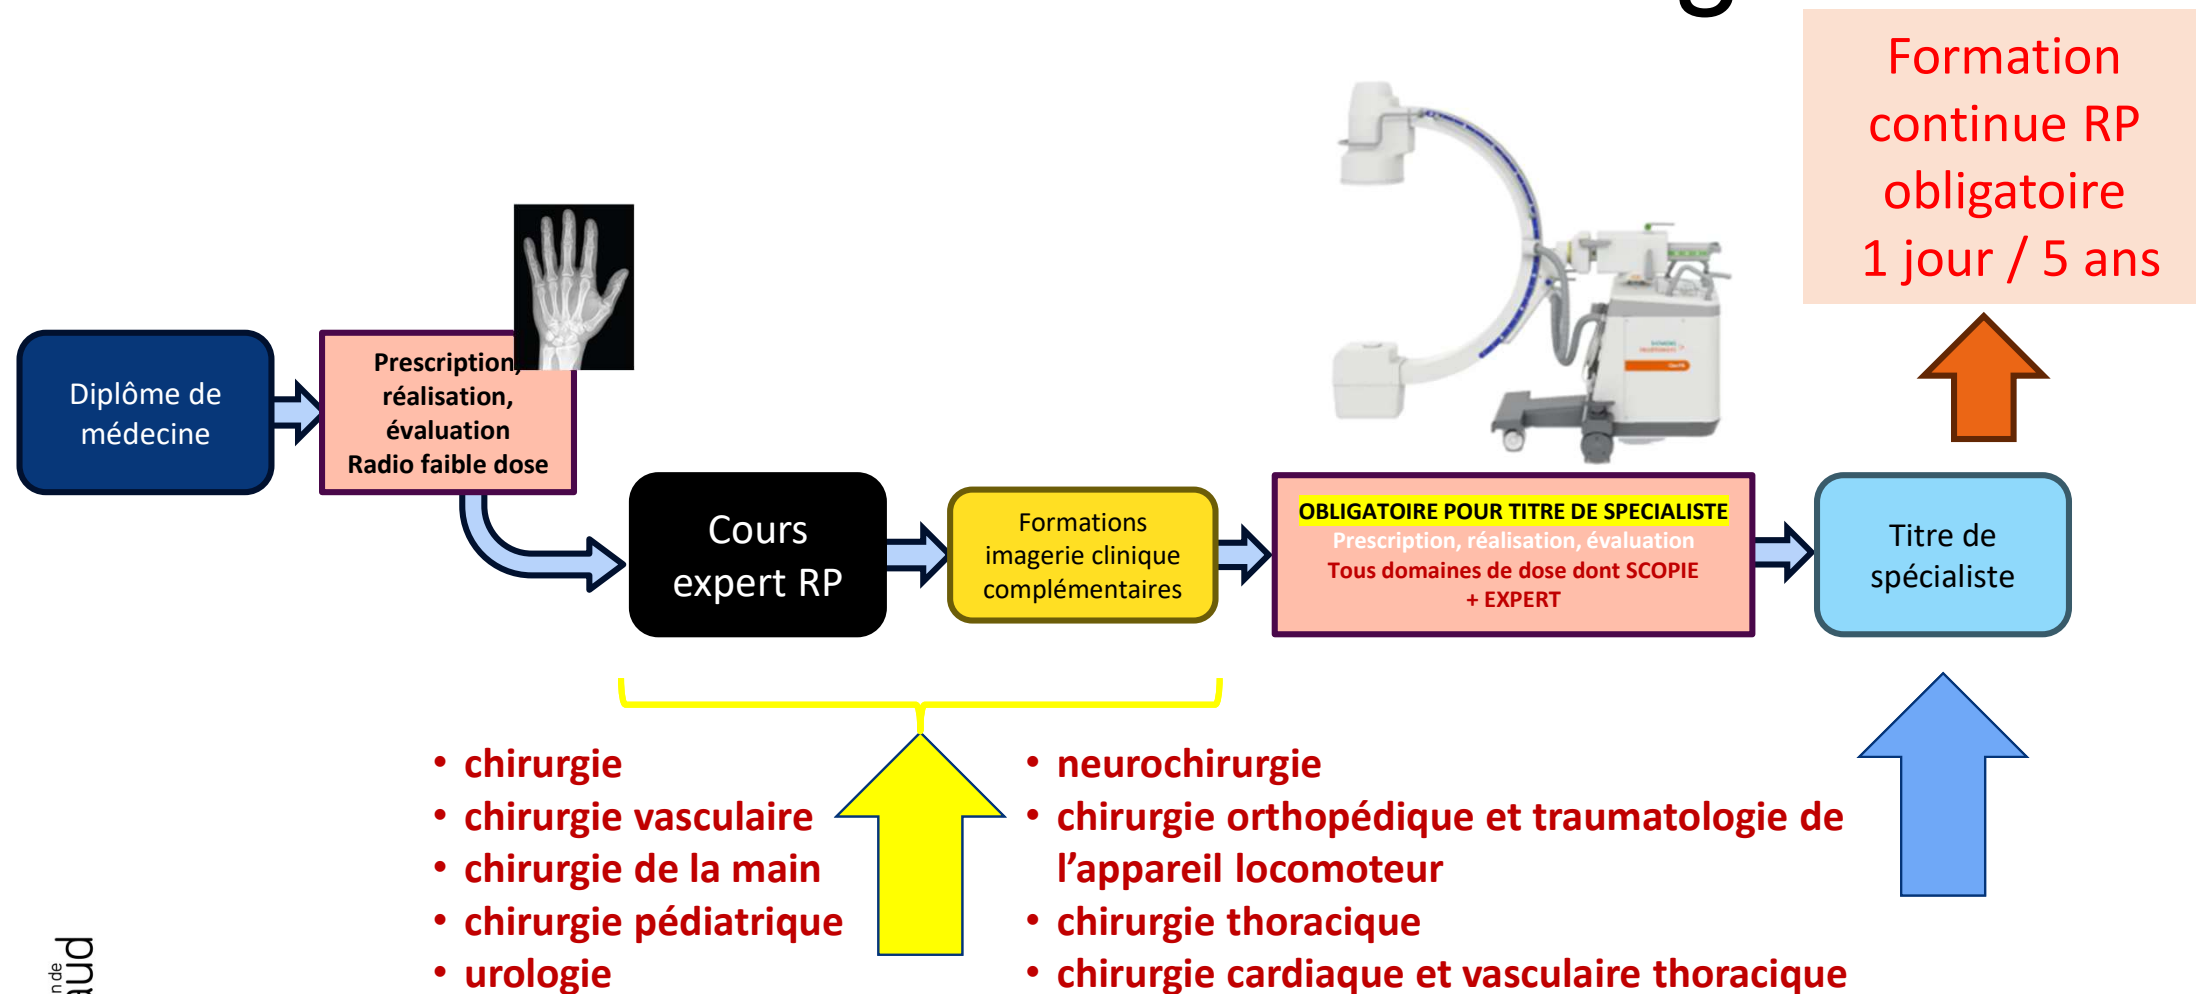 Formation
continue RP
obligatoire
1 jour / 5 ans
Diplôme de
médecine
Prescription,
réalisation,
évaluation
Radio faible dose
Cours
expert RP
Formations
imagerie clinique
complémentaires
OBLIGATOIRE POUR TITRE DE SPECIALISTE
Prescription, réalisation, évaluation
Tous domaines de dose dont SCOPIE
+ EXPERT
Titre de
spécialiste
• chirurgie
• chirurgie vasculaire
• chirurgie de la main
• chirurgie pédiatrique
• urologie
• neurochirurgie
• chirurgie orthopédique et traumatologie de
l’appareil locomoteur
• chirurgie thoracique
• chirurgie cardiaque et vasculaire thoracique